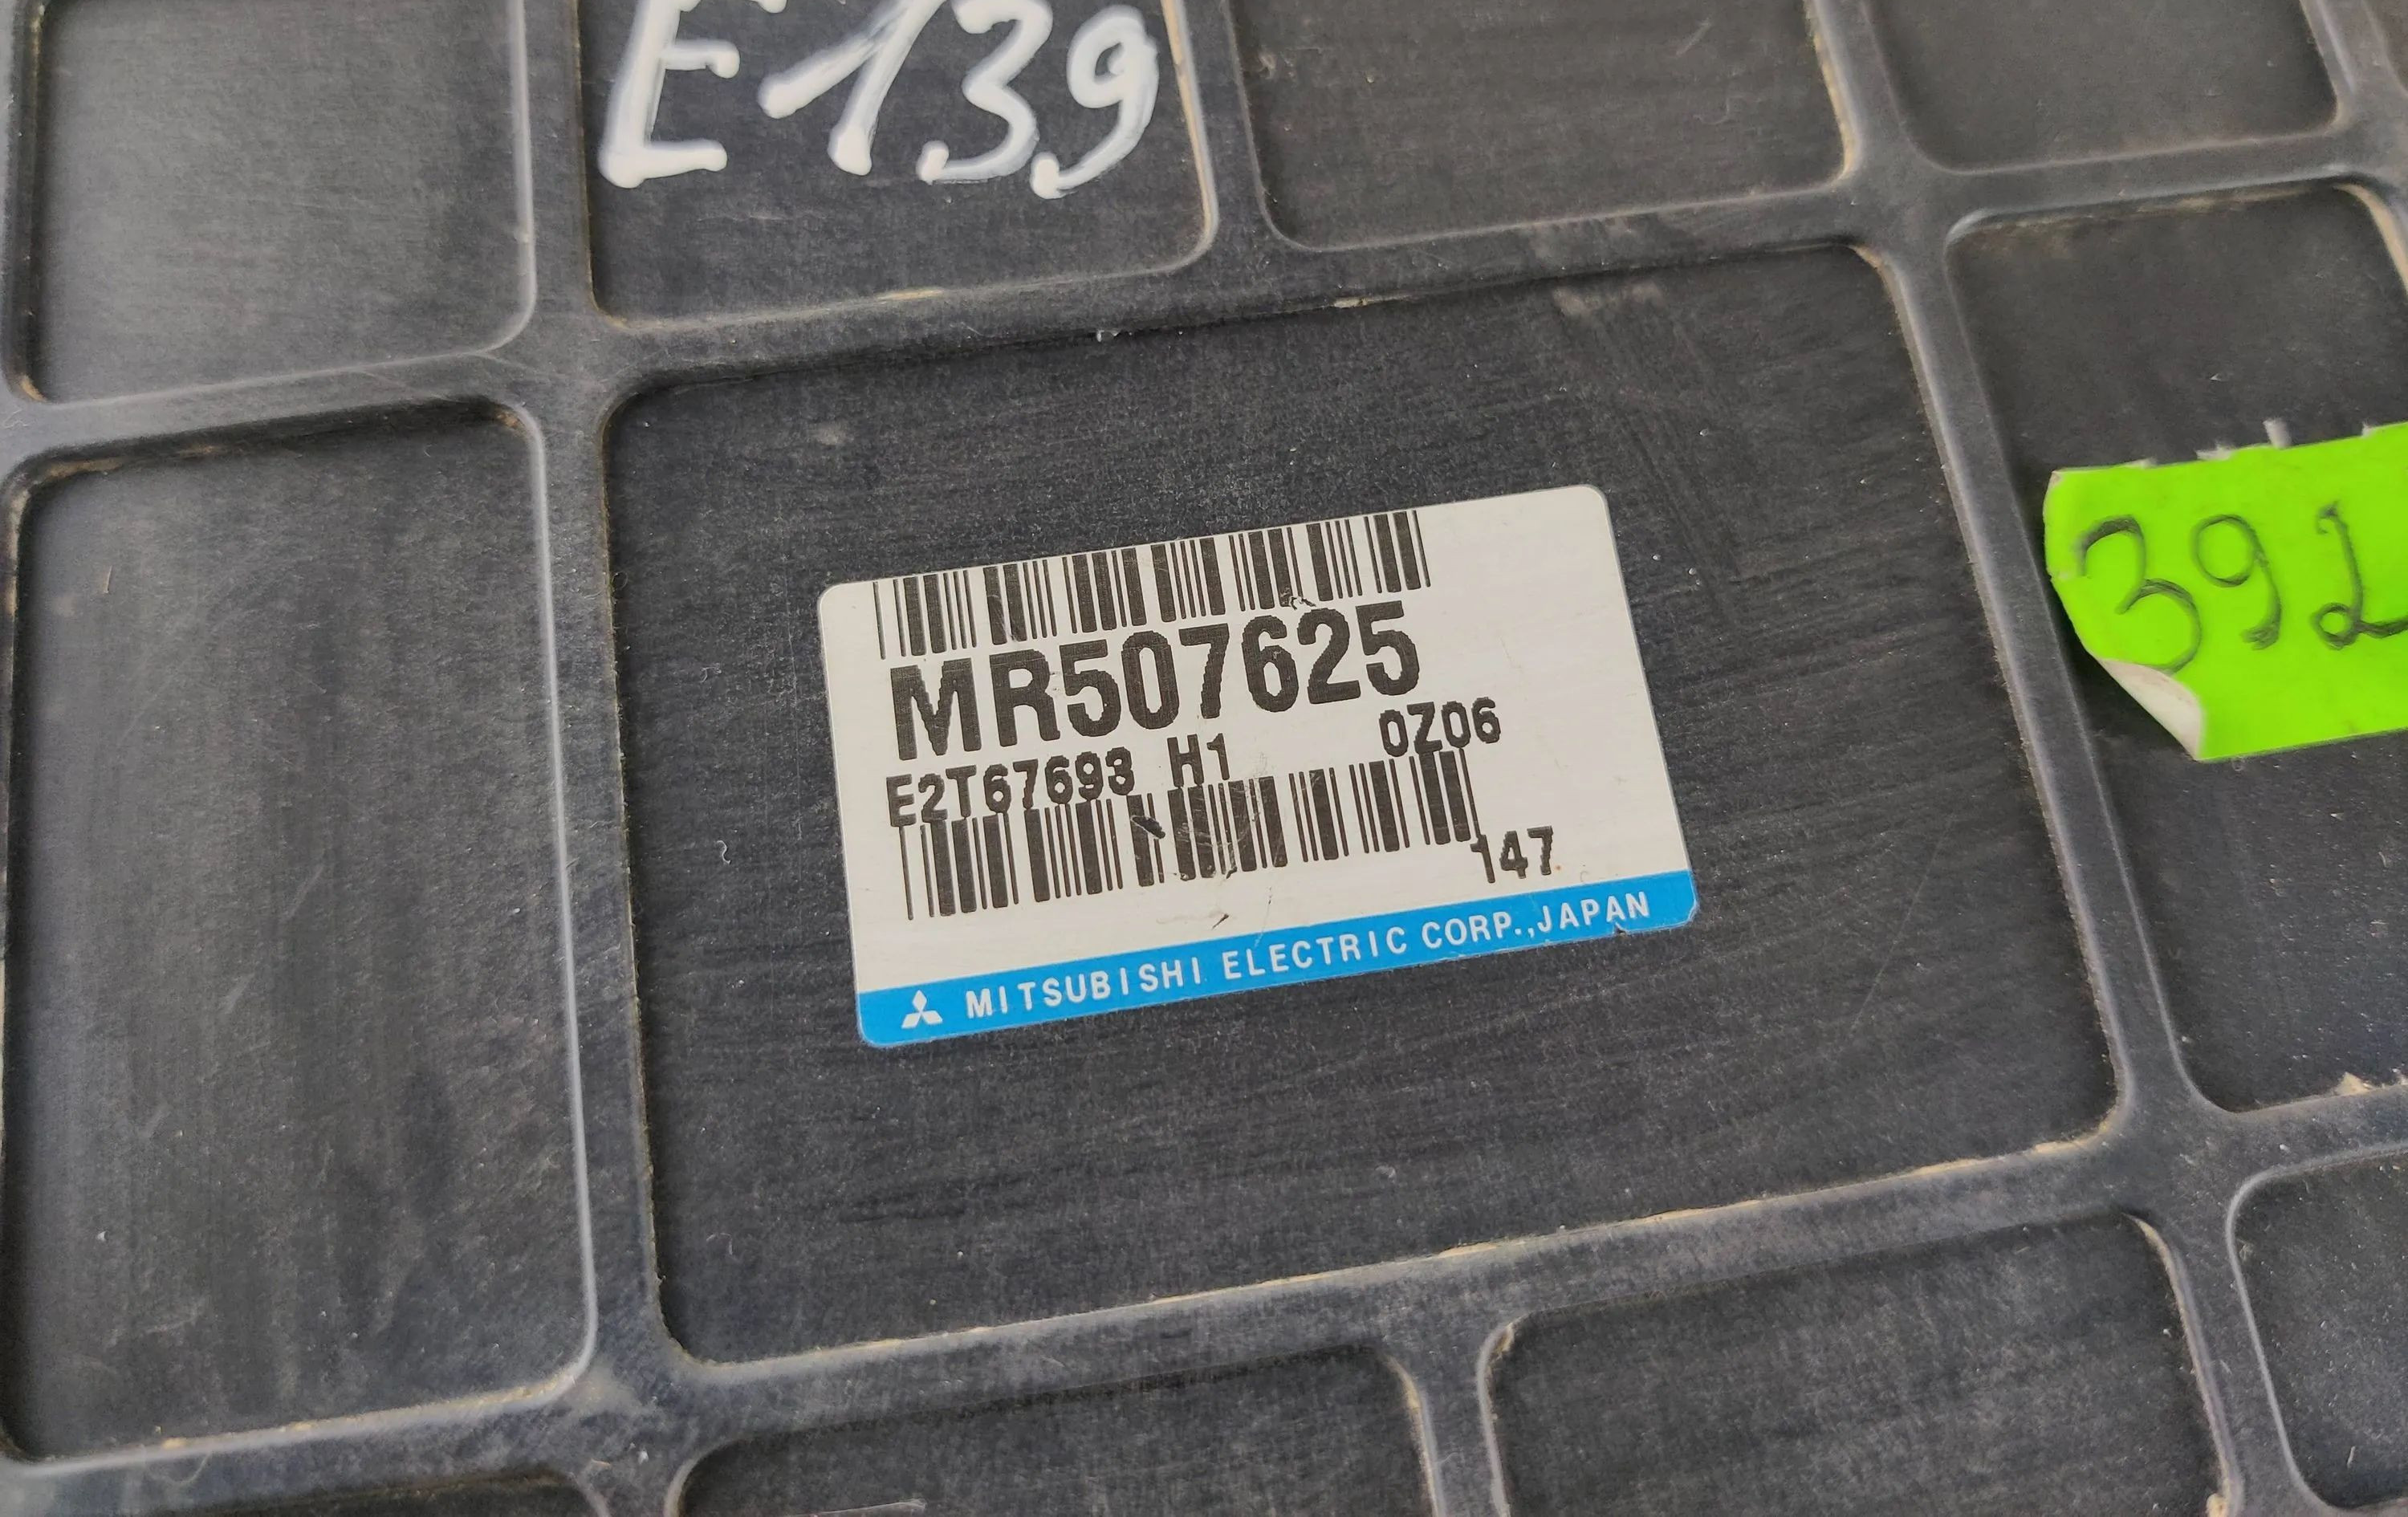 E139
392
MR507625
E2T67693 H1 0Z06
147
MITSUBISHI ELECTRIC CORP.,JAPAN